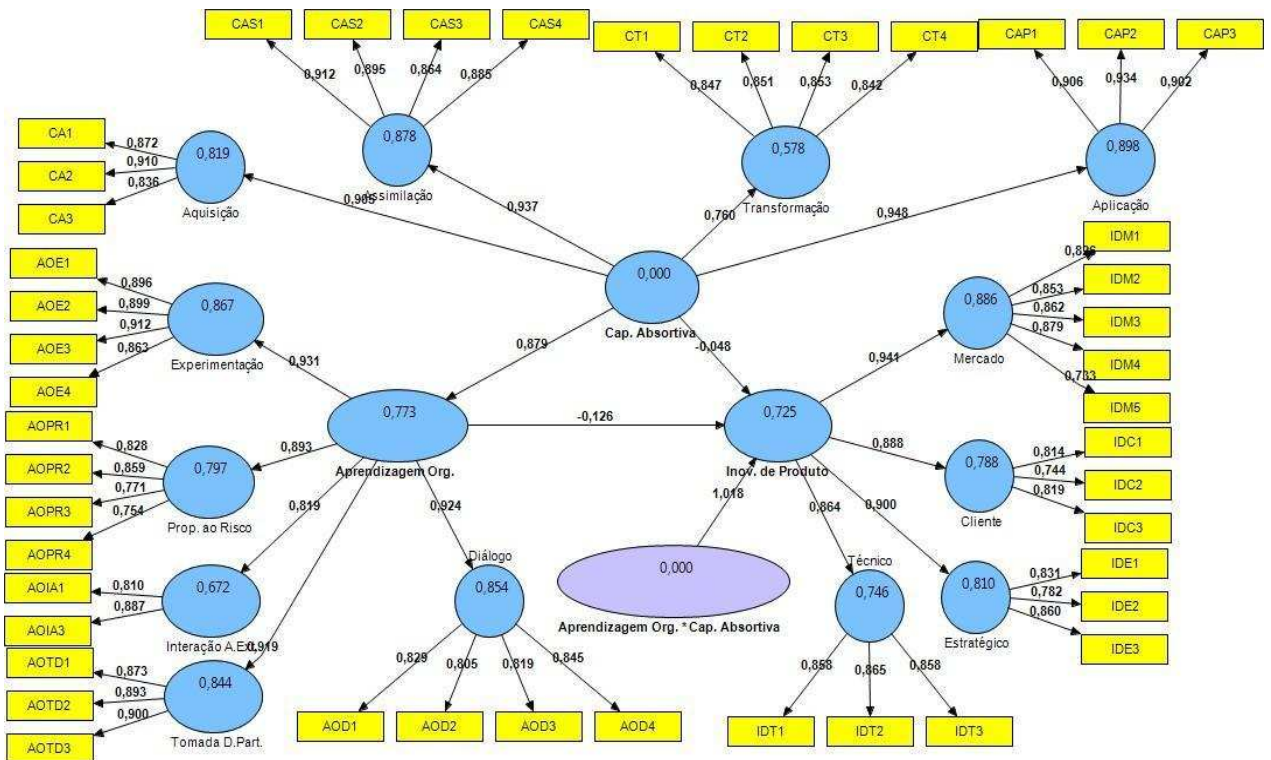 CAS1
CAS2
CAS3
CAS4
0,912
0,895
0,864
0,885
CT1
CT2
CT3
CT4
0,847
0,851
0,853
0,842
CAP1
CAP2
CAP3
0,906
0,934
0,902
CA1
CA2
CA3
0,872
0,910
0,836
0,819
Aquisição
0,878
Assimilação
0,578
Transformação
0,898
Aplicação
0,905
0,937
0,760
0,948
0,000
Cap. Absortiva
AOE1
AOE2
AOE3
AOE4
0,896
0,899
0,912
0,863
0,867
Experimentação
0,931
0,879
-0,048
0,941
0,886
Mercado
0,853
0,862
0,879
0,733
IDM1
IDM2
IDM3
IDM4
IDM5
0,773
Aprendizagem Org.
-0,126
0,725
Inov. de Produto
AOPR1
AOPR2
AOPR3
AOPR4
0,828
0,859
0,771
0,754
0,797
Prop. ao Risco
0,893
0,819
0,924
0,919
1,018
0,864
0,900
0,888
0,788
Cliente
0,814
0,744
0,819
IDC1
IDC2
IDC3
AOIA1
AOIA3
0,810
0,887
0,672
Interação A.Ext.
Diálogo
0,854
0,000
Aprendizagem Org. * Cap. Absortiva
Técnico
0,746
0,810
Estratégico
0,831
0,782
0,860
IDE1
IDE2
IDE3
AOTD1
AOTD2
AOTD3
0,873
0,893
0,900
0,844
Tomada D.Part.
0,829
0,805
0,819
0,845
AOD1
AOD2
AOD3
AOD4
0,858
0,865
0,858
IDT1
IDT2
IDT3